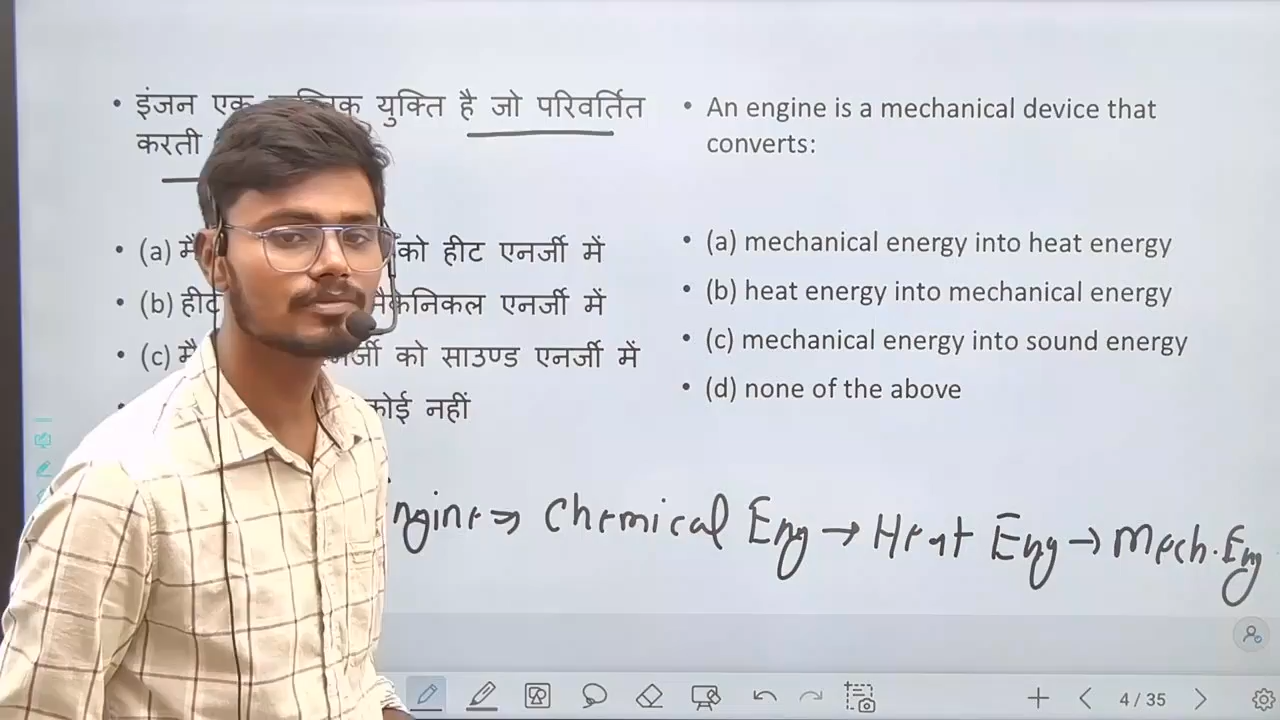 इंजन एक युक्ति है जो परिवर्तित
करती
(a) को हीट एनर्जी में
(b) हीट मैकेनिकल एनर्जी में
(c) एनर्जी को साउण्ड एनर्जी में
कोई नहीं
An engine is a mechanical device that
converts:
(a) mechanical energy into heat energy
(b) heat energy into mechanical energy
(c) mechanical energy into sound energy
(d) none of the above
Engine ⇒ Chemical Eng → Heat Eng → Mech. Eng
4 / 35